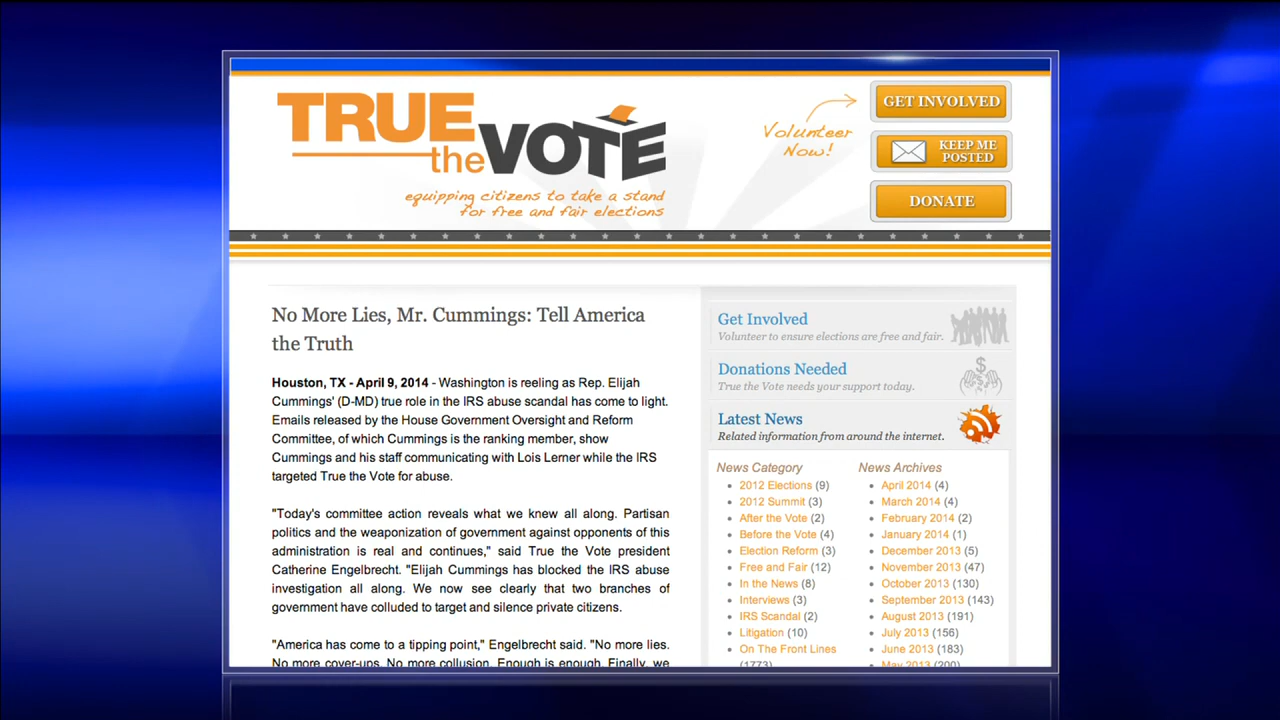 TRUE
the VOTE
equipping citizens to take a stand
for free and fair elections
Volunteer
Now!
GET INVOLVED
KEEP ME
POSTED
DONATE
No More Lies, Mr. Cummings: Tell America
the Truth
Houston, TX - April 9, 2014 - Washington is reeling as Rep. Elijah
Cummings' (D-MD) true role in the IRS abuse scandal has come to light.
Emails released by the House Government Oversight and Reform
Committee, of which Cummings is the ranking member, show
Cummings and his staff communicating with Lois Lerner while the IRS
targeted True the Vote for abuse.
"Today's committee action reveals what we knew all along. Partisan
politics and the weaponization of government against opponents of this
administration is real and continues," said True the Vote president
Catherine Engelbrecht. "Elijah Cummings has blocked the IRS abuse
investigation all along. We now see clearly that two branches of
government have colluded to target and silence private citizens.
"America has come to a tipping point," Engelbrecht said. "No more lies.
No more cover-ups. No more collusion. Enough is enough. Finally, we
Get Involved
Volunteer to ensure elections are free and fair.
Donations Needed
True the Vote needs your support today.
Latest News
Related information from around the internet.
News Category
2012 Elections (9)
2012 Summit (3)
After the Vote (2)
Before the Vote (4)
Election Reform (3)
Free and Fair (12)
In the News (8)
Interviews (3)
IRS Scandal (2)
Litigation (10)
On The Front Lines
(1773)
News Archives
April 2014 (4)
March 2014 (4)
February 2014 (2)
January 2014 (1)
December 2013 (5)
November 2013 (47)
October 2013 (130)
September 2013 (143)
August 2013 (191)
July 2013 (156)
June 2013 (183)
May 2013 (200)